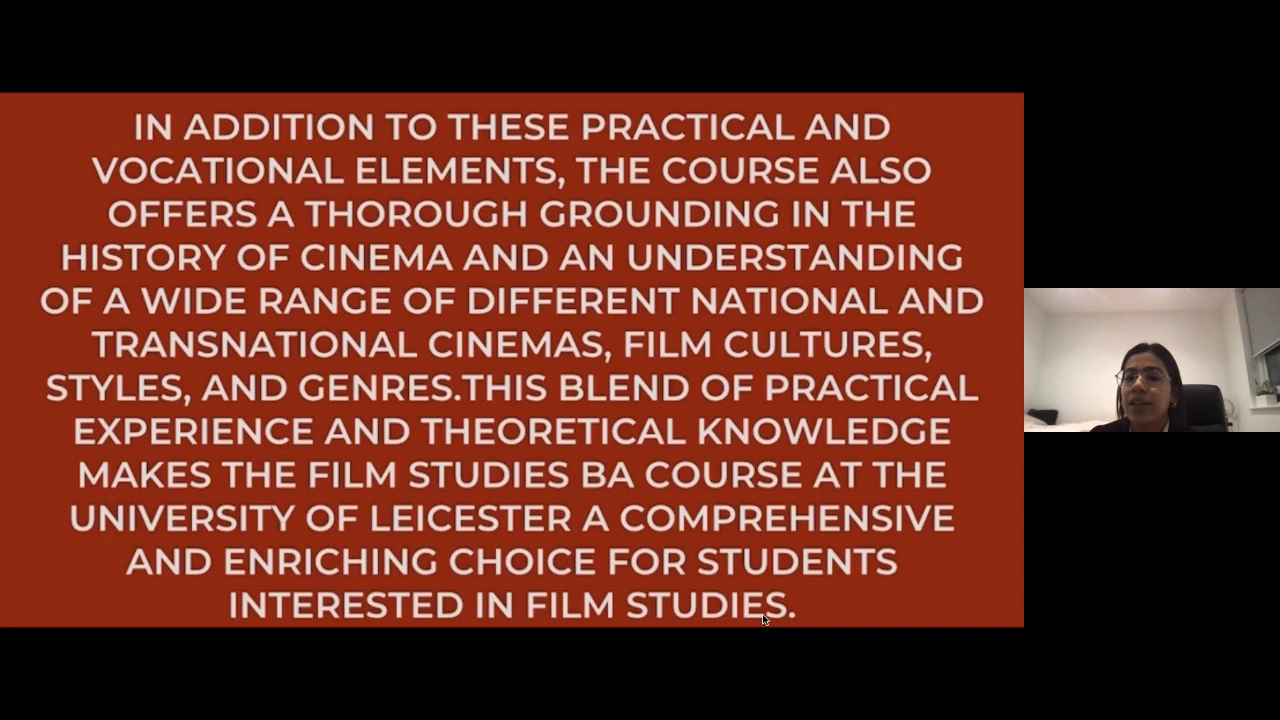 IN ADDITION TO THESE PRACTICAL AND
VOCATIONAL ELEMENTS, THE COURSE ALSO
OFFERS A THOROUGH GROUNDING IN THE
HISTORY OF CINEMA AND AN UNDERSTANDING
OF A WIDE RANGE OF DIFFERENT NATIONAL AND
TRANSNATIONAL CINEMAS, FILM CULTURES,
STYLES, AND GENRES.THIS BLEND OF PRACTICAL
EXPERIENCE AND THEORETICAL KNOWLEDGE
MAKES THE FILM STUDIES BA COURSE AT THE
UNIVERSITY OF LEICESTER A COMPREHENSIVE
AND ENRICHING CHOICE FOR STUDENTS
INTERESTED IN FILM STUDIES.